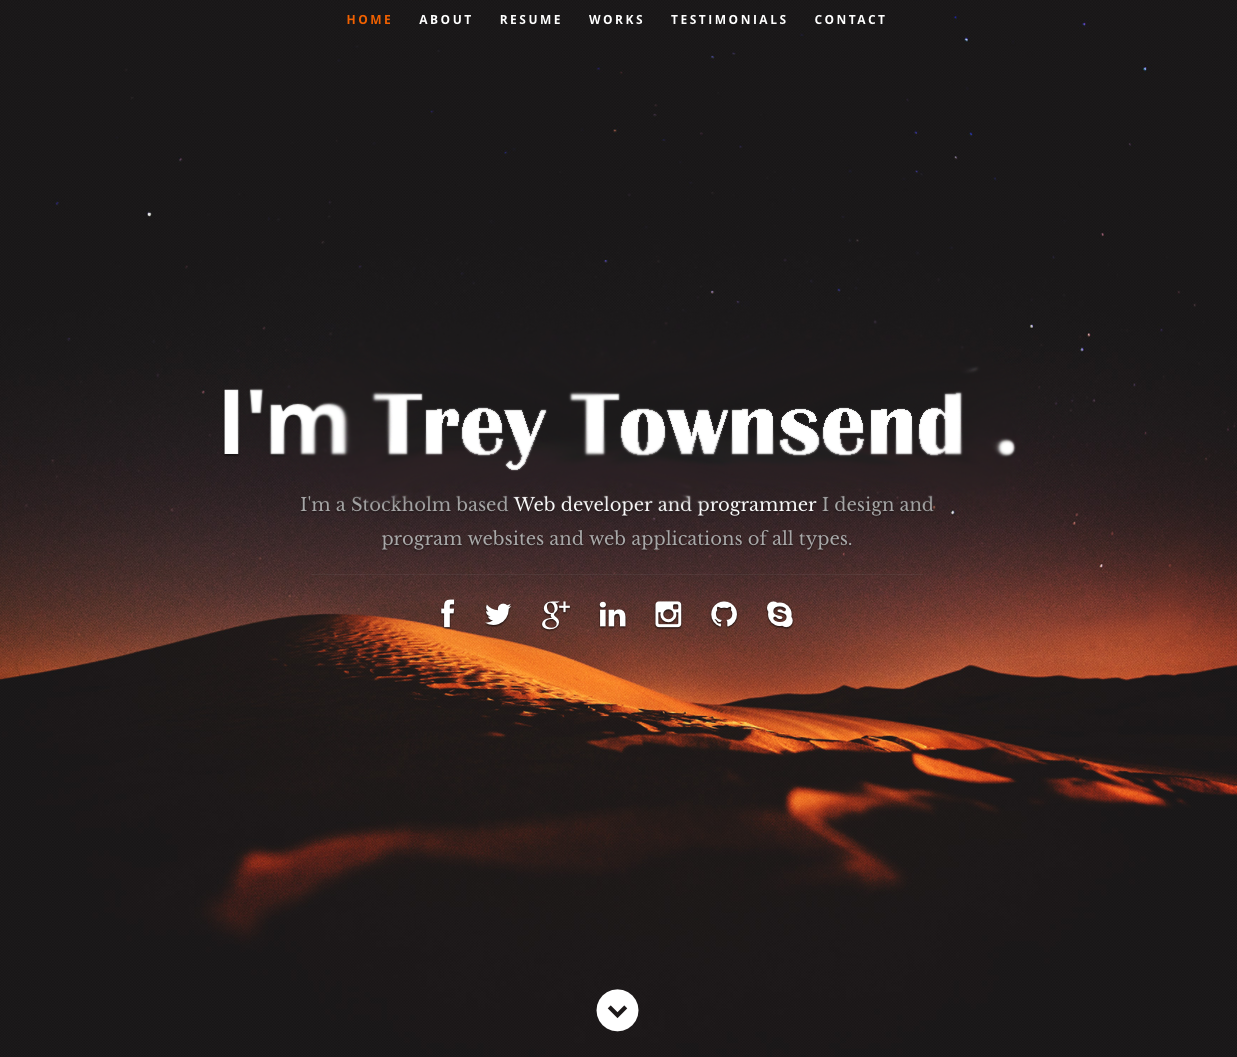 HOME ABOUT RESUME WORKS TESTIMONIALS CONTACT
I'm Trey Townsend .
I'm a Stockholm based Web developer and programmer I design and
program websites and web applications of all types.